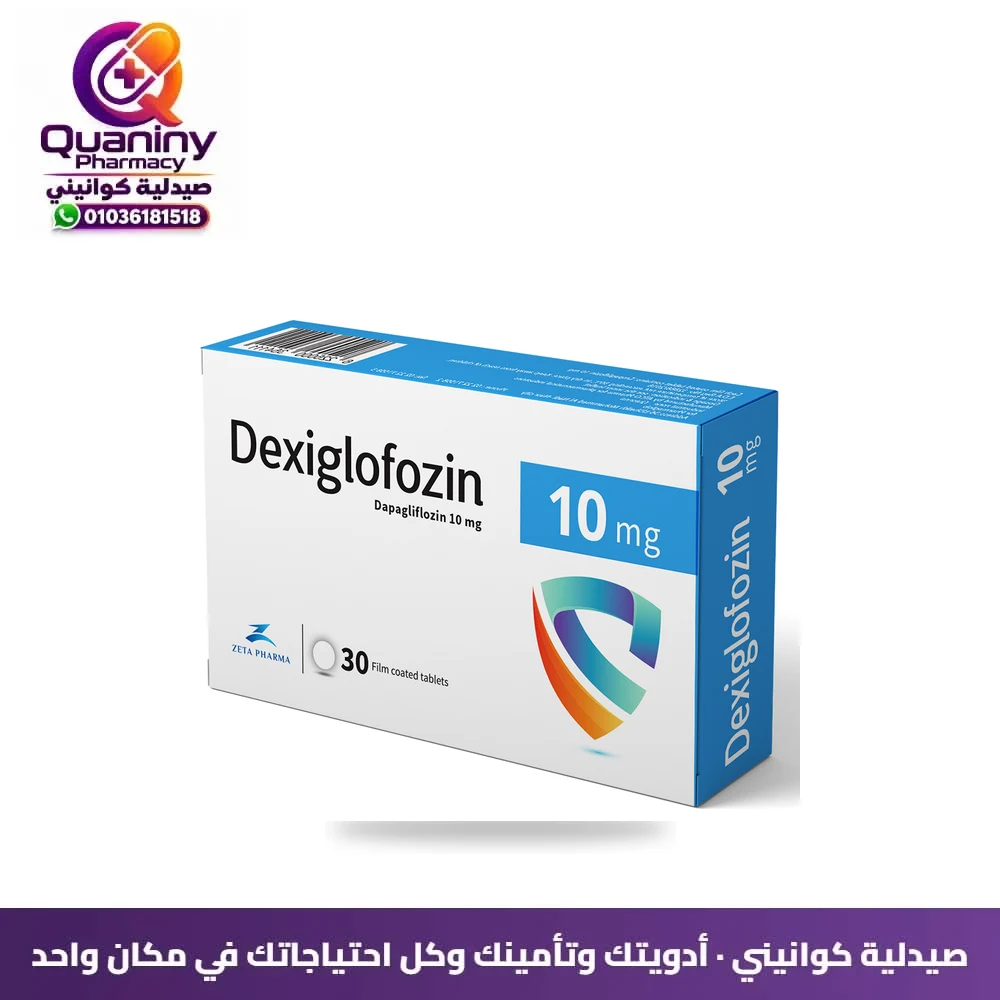 Quaniny
Pharmacy
صيدلية كوانيني
01036181518
Dexiglofozin
Dapagliflozin 10 mg
10 mg
ZETA PHARMA
30 Film coated tablets
Dexiglofozin 10 mg
صيدلية كوانيني · أدويتك وتأمينك وكل احتياجاتك في مكان واحد